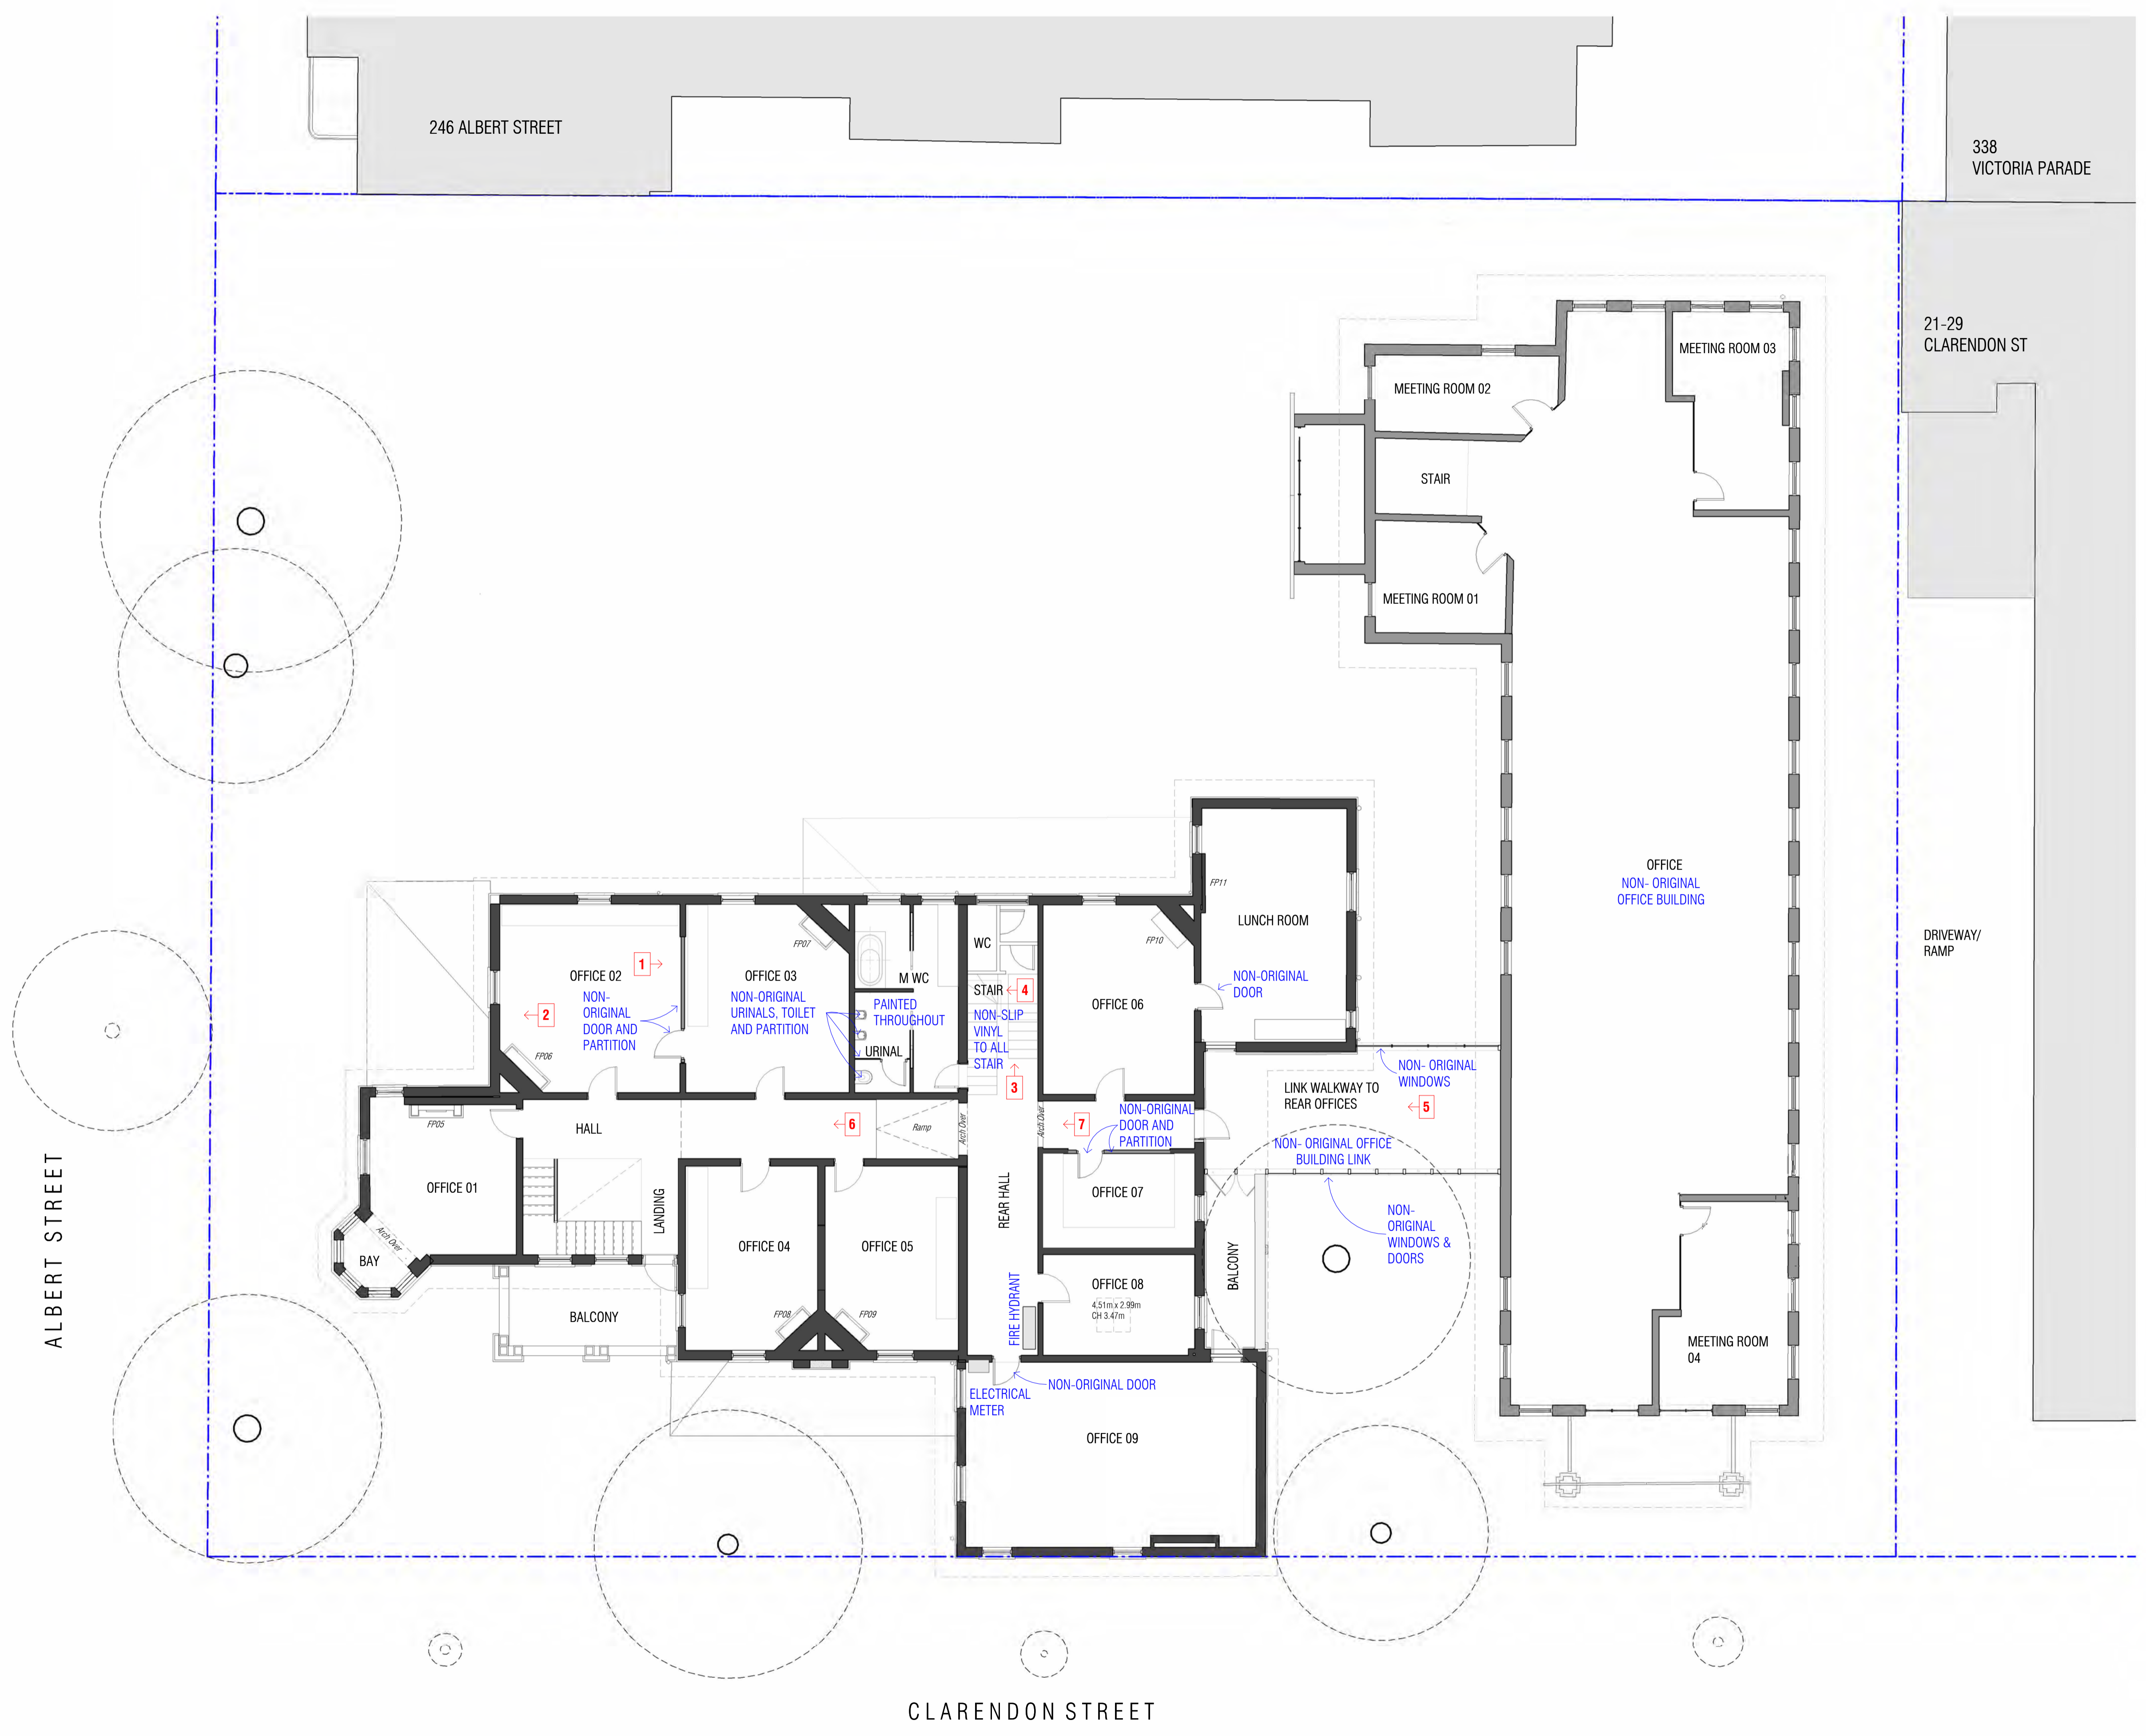 246 ALBERT STREET
338
VICTORIA PARADE
21-29
CLARENDON ST
MEETING ROOM 03
MEETING ROOM 02
STAIR
MEETING ROOM 01
OFFICE
NON- ORIGINAL
OFFICE BUILDING
DRIVEWAY/
RAMP
FP11
LUNCH ROOM
NON-ORIGINAL
DOOR
OFFICE 02
1
2
NON-
ORIGINAL
DOOR AND
PARTITION
FP06
FP07
OFFICE 03
NON-ORIGINAL
URINALS, TOILET
AND PARTITION
M WC
PAINTED
THROUGHOUT
URINAL
WC
STAIR
4
NON-SLIP
VINYL
TO ALL
STAIR
3
FP10
OFFICE 06
NON- ORIGINAL
WINDOWS
LINK WALKWAY TO
REAR OFFICES
5
NON- ORIGINAL OFFICE
BUILDING LINK
NON-
ORIGINAL
WINDOWS &
DOORS
FP05
HALL
6
Ramp
Arch Over
Arch Over
7
NON-ORIGINAL
DOOR AND
PARTITION
OFFICE 01
Arch Over
BAY
LANDING
BALCONY
OFFICE 04
FP08
OFFICE 05
FP09
REAR HALL
FIRE HYDRANT
OFFICE 07
OFFICE 08
4.51m x 2.99m
CH 3.47m
BALCONY
MEETING ROOM
04
ELECTRICAL
METER
NON-ORIGINAL DOOR
OFFICE 09
ALBERT STREET
CLARENDON STREET